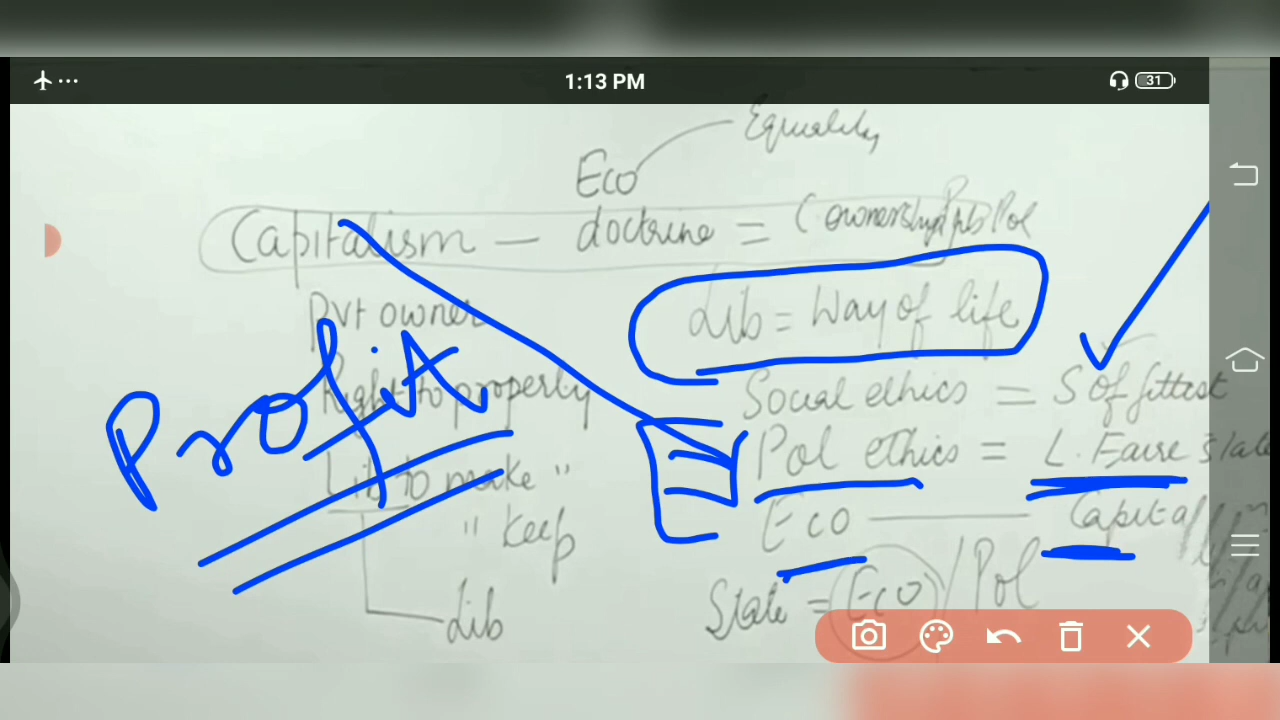 1:13 PM
31
Equality
Eco
Capitalism — doctrine = (ownership Pol
Pvt owner
Lib = Way of life
Profit
Right to property
Social ethics = S of fittest
Pol ethics = L. Faire state
Lib to make "
" keep
Eco — Capital
Lib
State = Eco / Pol